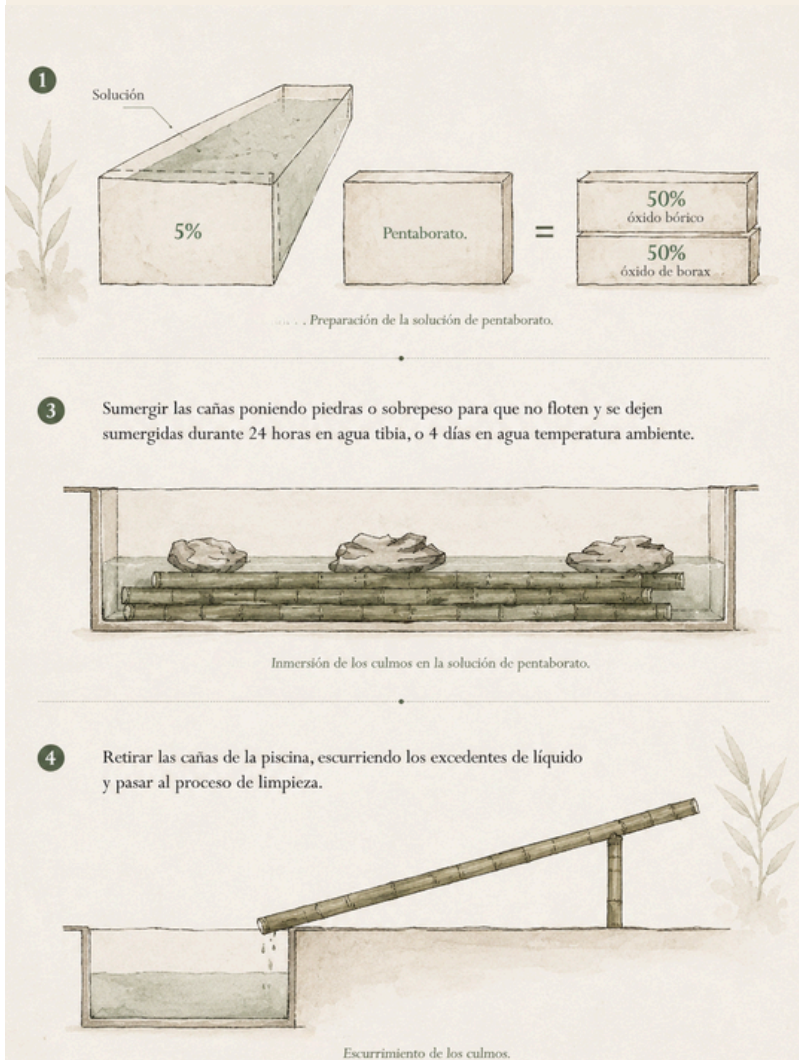 1
Solución
5%
Pentaborato.
=
50%
óxido bórico
50%
óxido de borax
Preparación de la solución de pentaborato.
3
Sumergir las cañas poniendo piedras o sobrepeso para que no floten y se dejen
sumergidas durante 24 horas en agua tibia, o 4 días en agua temperatura ambiente.
Inmersión de los culmos en la solución de pentaborato.
4
Retirar las cañas de la piscina, escurriendo los excedentes de líquido
y pasar al proceso de limpieza.
Escurrimiento de los culmos.